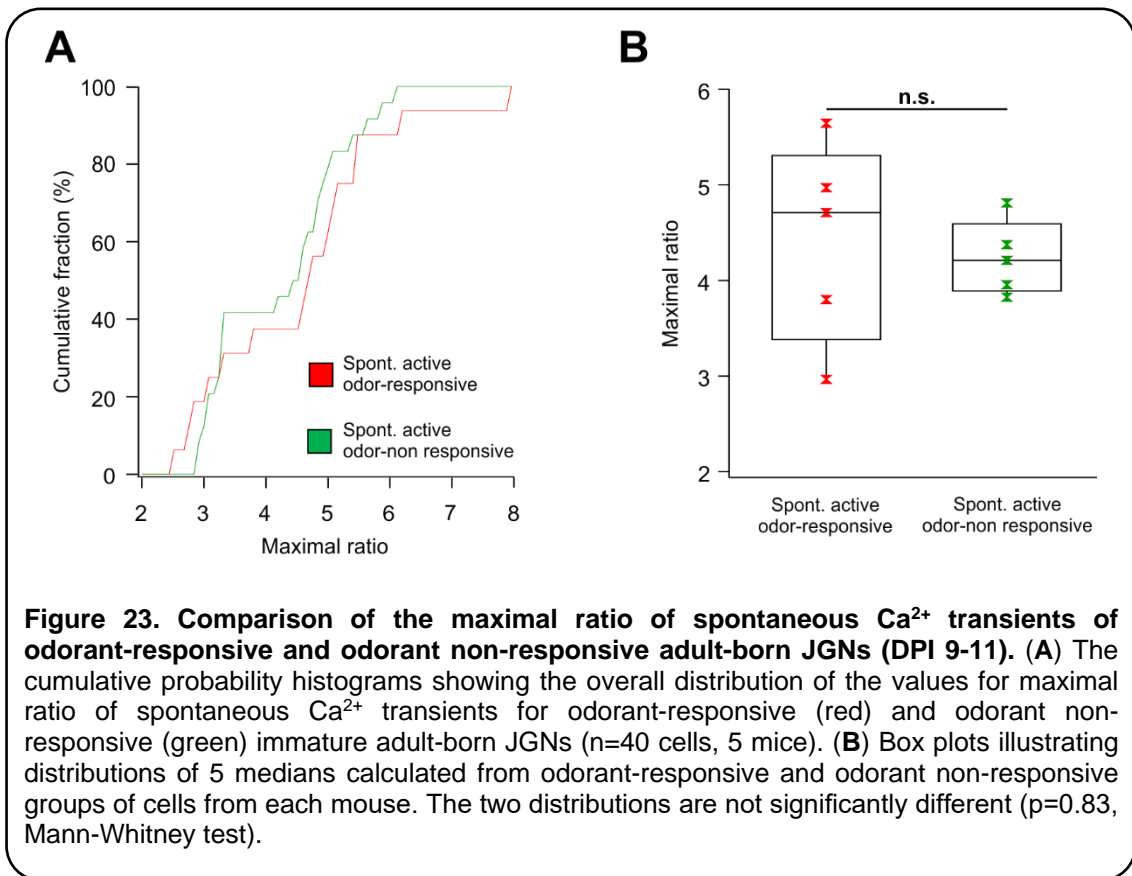 A
B
100
80
60
40
20
0
Cumulative fraction (%)
2 3 4 5 6 7 8
Maximal ratio
Spont. active
odor-responsive
Spont. active
odor-non responsive
6
5
4
3
2
Maximal ratio
n.s.
Spont. active
odor-responsive
Spont. active
odor-non responsive
Figure 23. Comparison of the maximal ratio of spontaneous Ca²⁺ transients of
odorant-responsive and odorant non-responsive adult-born JGNs (DPI 9-11). (A) The
cumulative probability histograms showing the overall distribution of the values for maximal
ratio of spontaneous Ca²⁺ transients for odorant-responsive (red) and odorant non-
responsive (green) immature adult-born JGNs (n=40 cells, 5 mice). (B) Box plots illustrating
distributions of 5 medians calculated from odorant-responsive and odorant non-responsive
groups of cells from each mouse. The two distributions are not significantly different (p=0.83,
Mann-Whitney test).